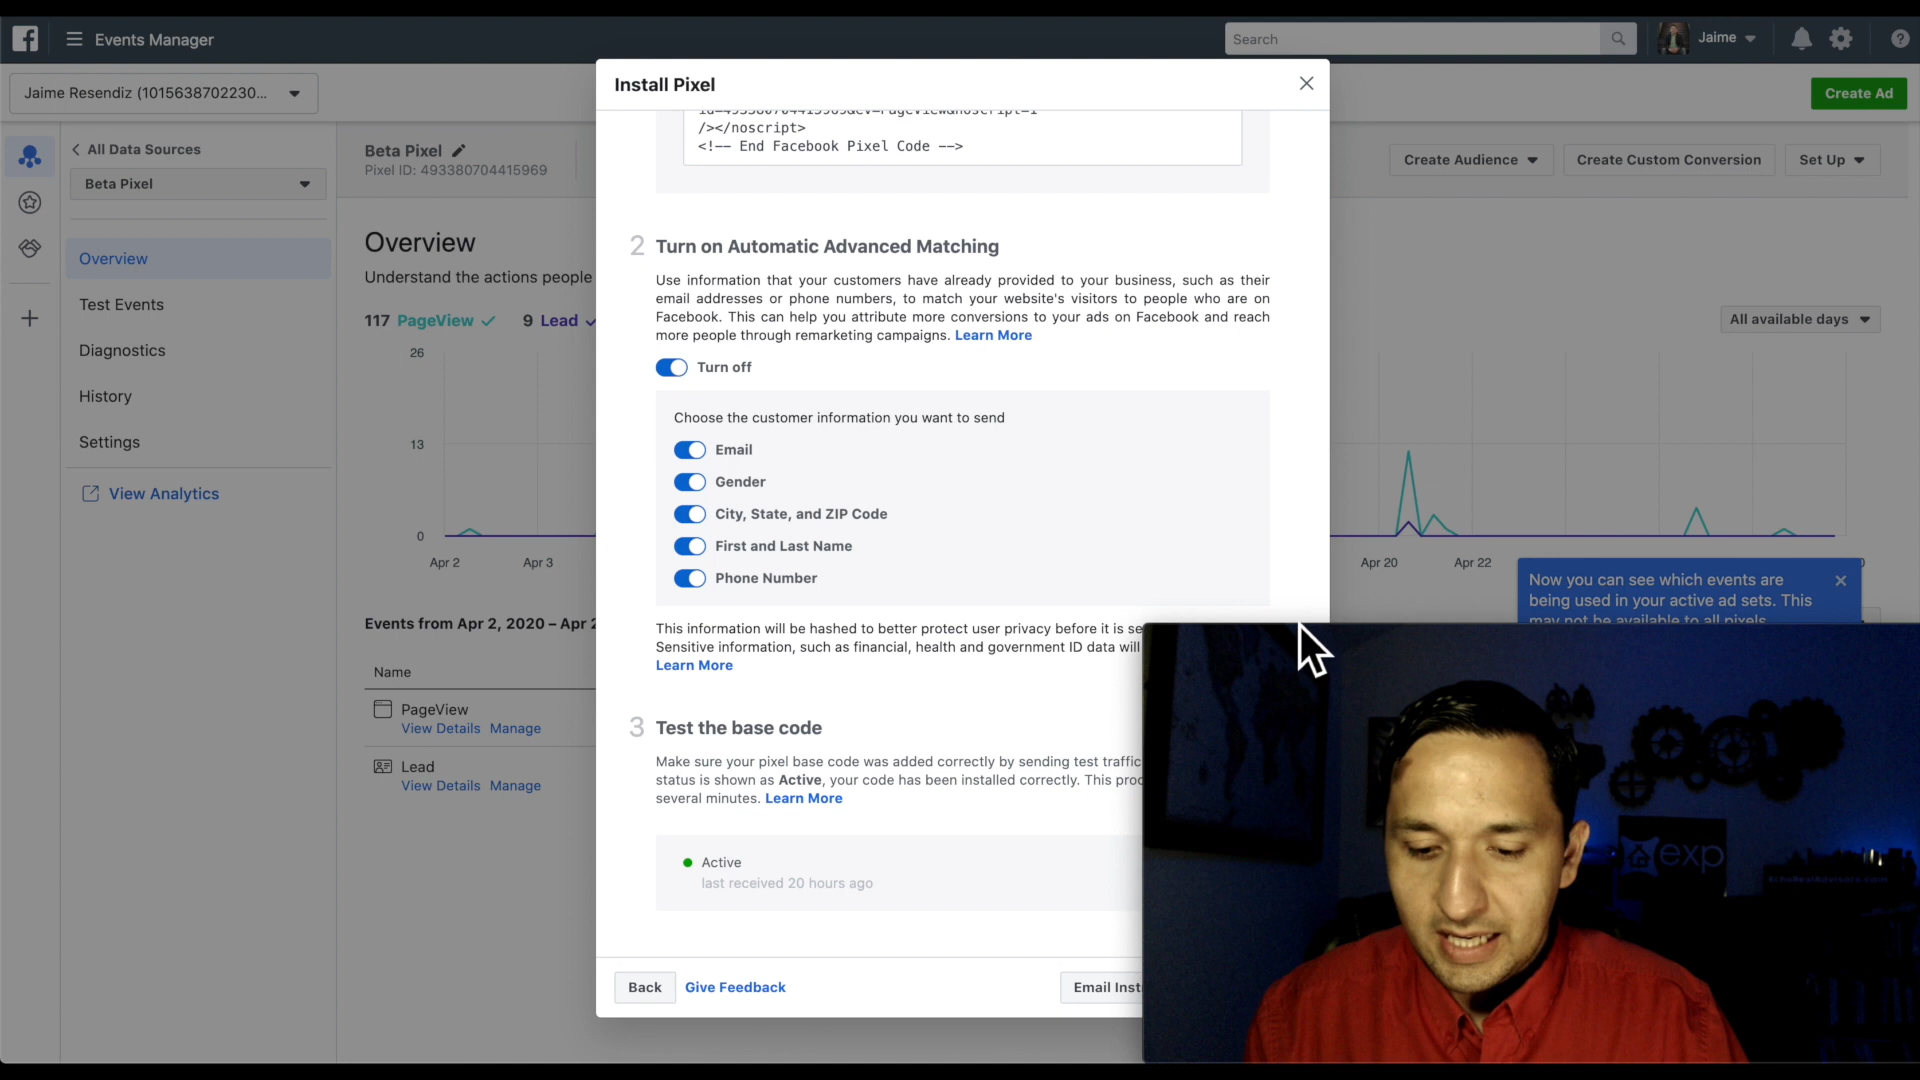 Events Manager
Search
Jaime
Jaime Resendiz (1015638702230...
Create Ad
Install Pixel
/></noscript>
<!-- End Facebook Pixel Code -->
All Data Sources
Beta Pixel
Beta Pixel
Pixel ID: 493380704415969
Create Audience
Create Custom Conversion
Set Up
Overview
Test Events
Diagnostics
History
Settings
View Analytics
Overview
Understand the actions people
117 PageView
9 Lead
All available days
26
13
0
Apr 2
Apr 3
Apr 20
Apr 22
2 Turn on Automatic Advanced Matching
Use information that your customers have already provided to your business, such as their
email addresses or phone numbers, to match your website's visitors to people who are on
Facebook. This can help you attribute more conversions to your ads on Facebook and reach
more people through remarketing campaigns. Learn More
Turn off
Choose the customer information you want to send
Email
Gender
City, State, and ZIP Code
First and Last Name
Phone Number
This information will be hashed to better protect user privacy before it is
Sensitive information, such as financial, health and government ID data will
Learn More
3 Test the base code
Make sure your pixel base code was added correctly by sending test traffic
status is shown as Active, your code has been installed correctly. This
several minutes. Learn More
Active
last received 20 hours ago
Back
Give Feedback
Email
Events from Apr 2, 2020 – Apr
Name
PageView
View Details Manage
Lead
View Details Manage
Now you can see which events are
being used in your active ad sets. This
may not be available to all pixels.
exp